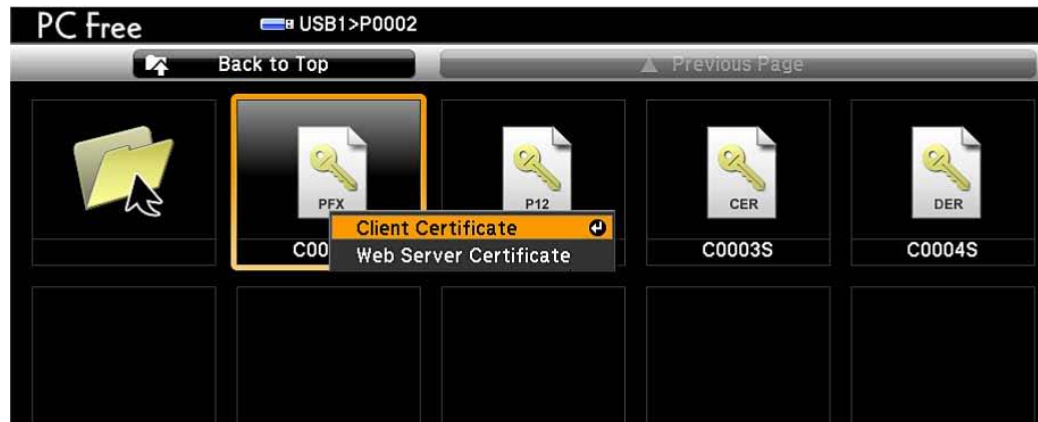 PC Free
USB1>P0002
Back to Top
Previous Page
PFX
P12
CER
DER
Client Certificate
Web Server Certificate
C00
C0003S
C0004S